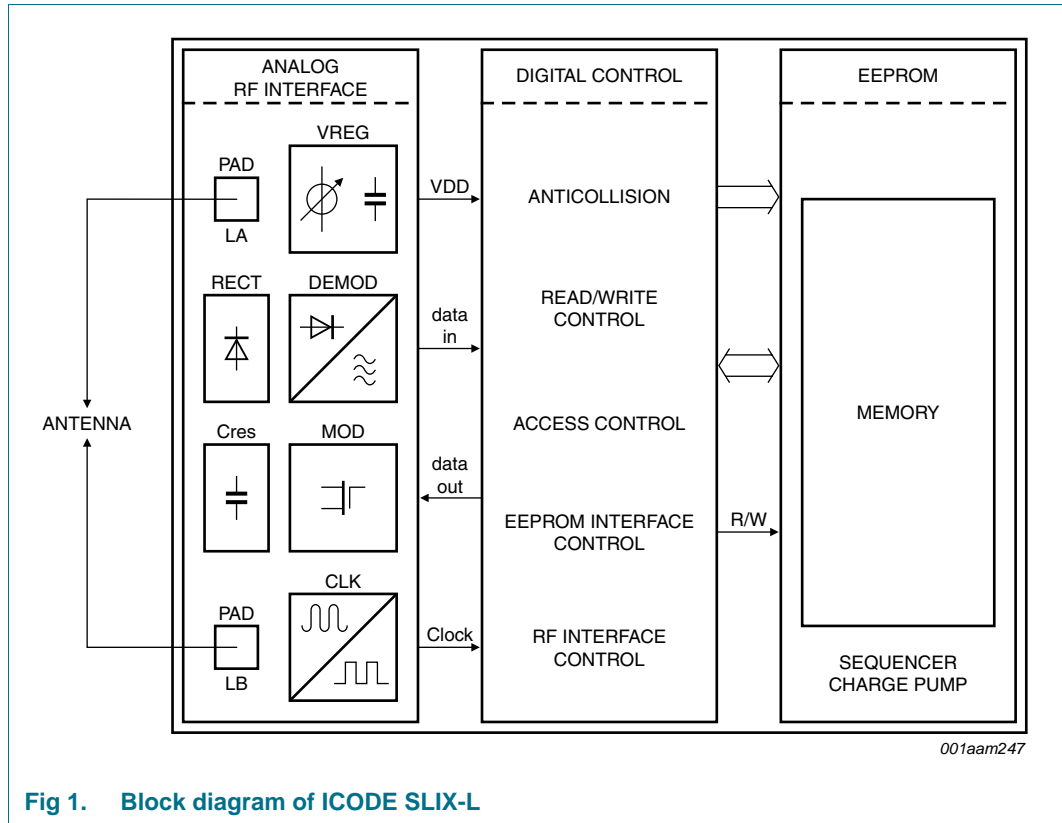 ANALOG
RF INTERFACE
DIGITAL CONTROL
EEPROM
VREG
PAD
LA
VDD
ANTICOLLISION
RECT
DEMOD
data
in
READ/WRITE
CONTROL
ANTENNA
Cres
MOD
data
out
ACCESS CONTROL
MEMORY
EEPROM INTERFACE
CONTROL
R/W
CLK
PAD
LB
Clock
RF INTERFACE
CONTROL
SEQUENCER
CHARGE PUMP
001aam247
Fig 1. Block diagram of ICODE SLIX-L